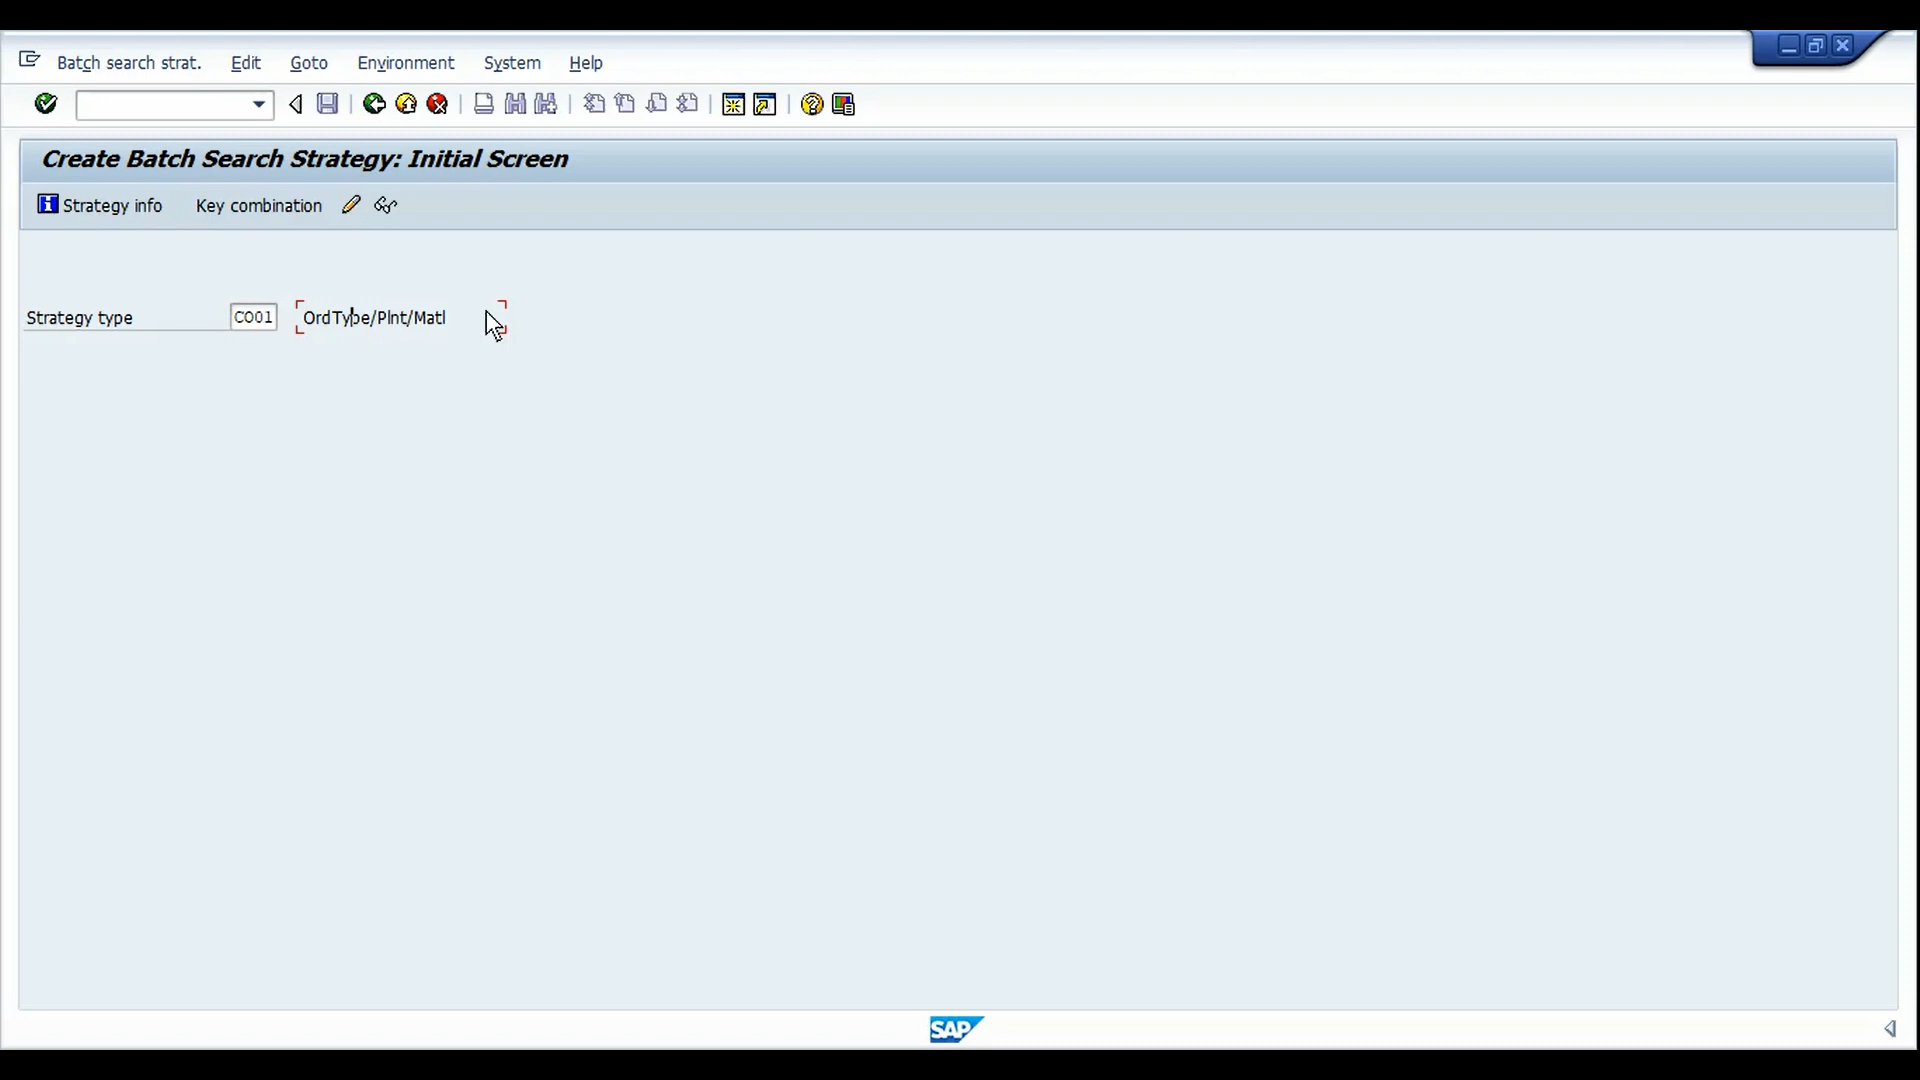 Batch search strat. Edit Goto Environment System Help
Create Batch Search Strategy: Initial Screen
Strategy info Key combination
Strategy type CO01 OrdType/Plnt/Matl
SAP